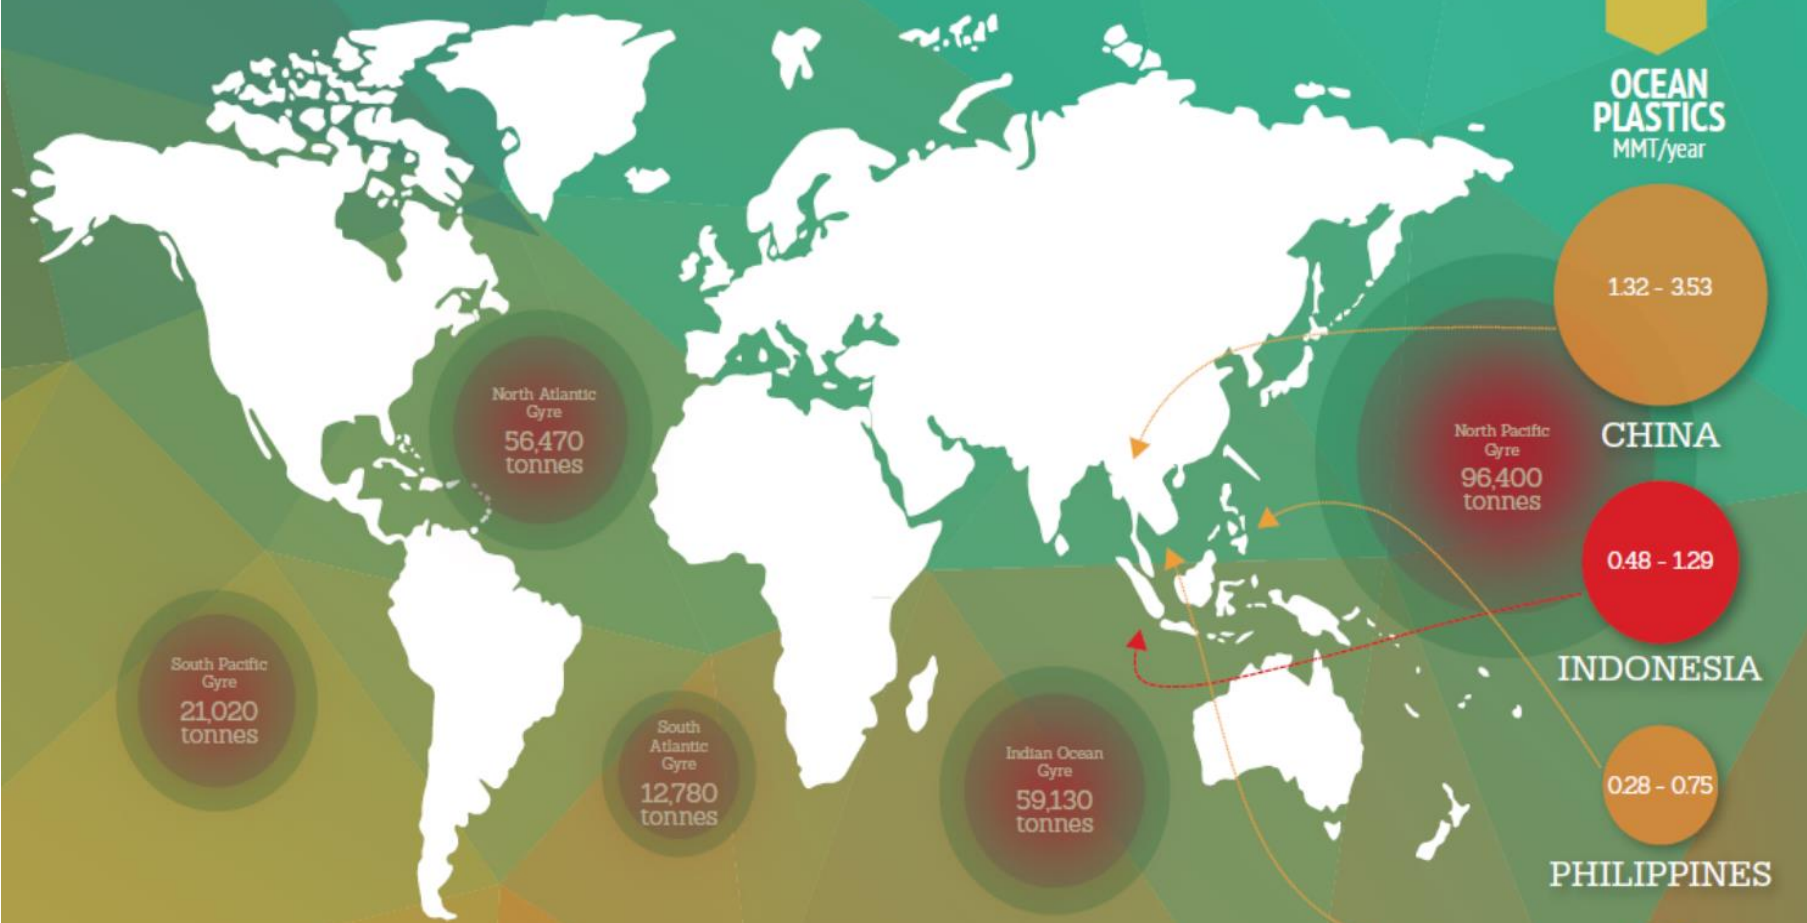 OCEAN
PLASTICS
MMT/year
1.32 - 3.53
CHINA
North Atlantic
Gyre
56,470
tonnes
North Pacific
Gyre
96,400
tonnes
0.48 - 1.29
INDONESIA
South Pacific
Gyre
21,020
tonnes
South
Atlantic
Gyre
12,780
tonnes
Indian Ocean
Gyre
59,130
tonnes
0.28 - 0.75
PHILIPPINES